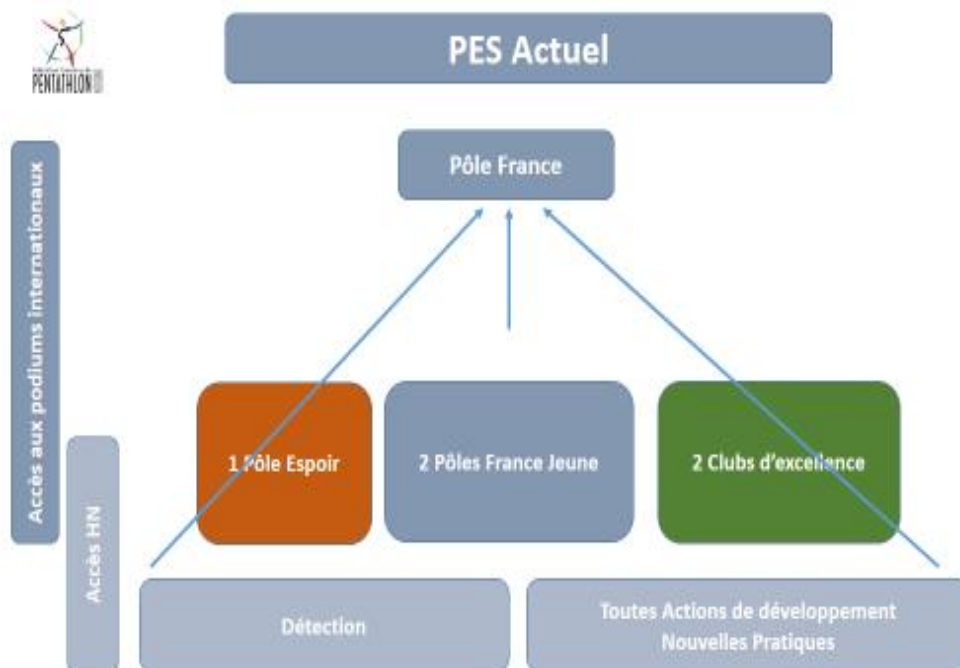 PENTATHLON
PES Actuel
Pôle France
Accès aux podiums internationaux
1 Pôle Espoir
2 Pôles France Jeune
2 Clubs d'excellence
Accès HN
Détection
Toutes Actions de développement
Nouvelles Pratiques